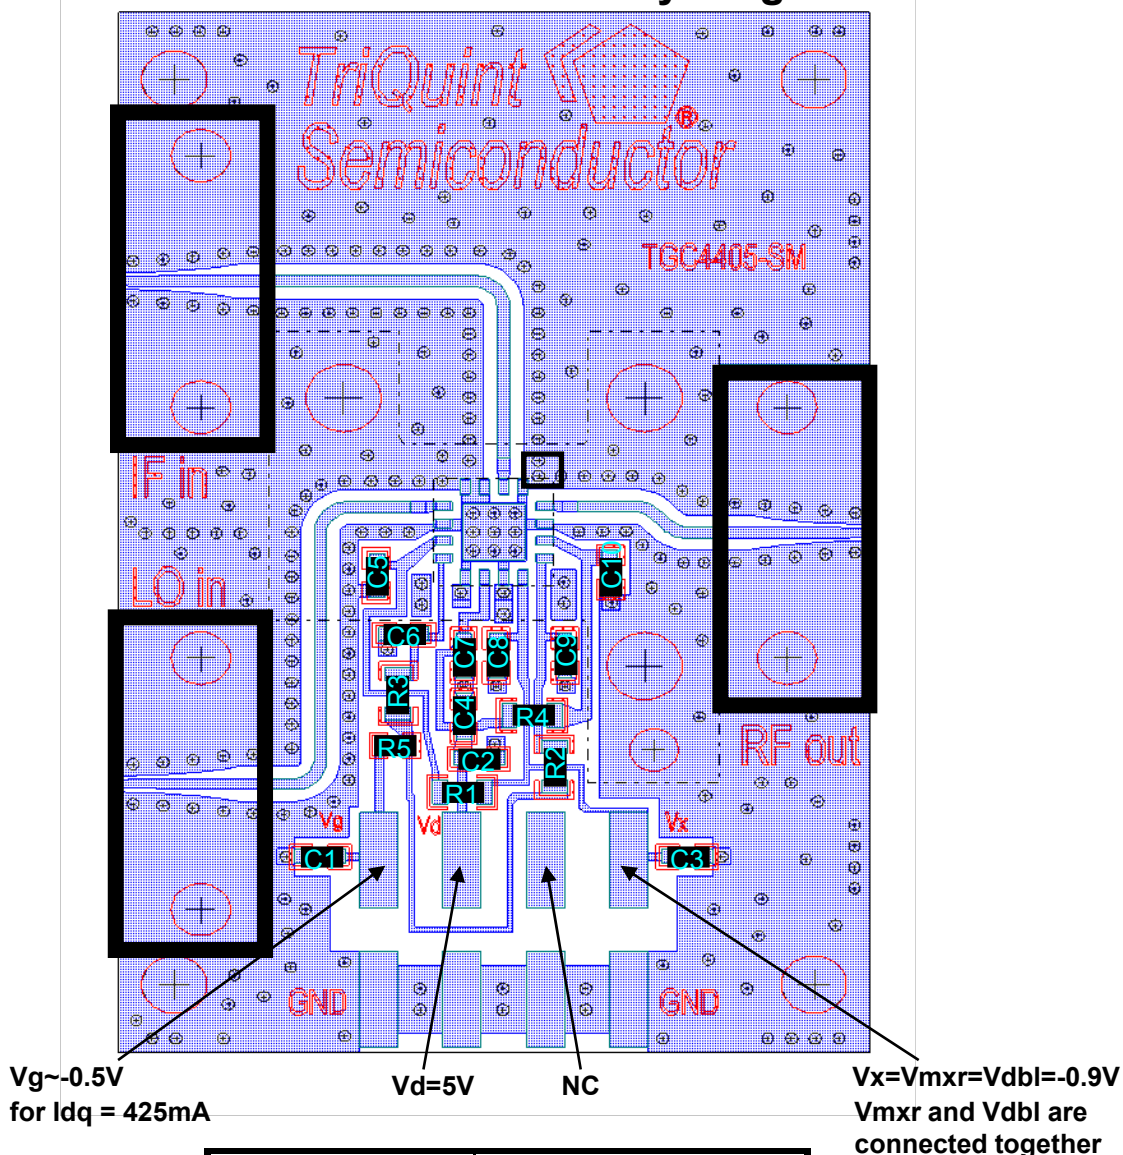 TriQuint
Semiconductor
®
TGC4405-SM
IF in
LO in
C5
C6
C7
C8
C9
R3
C4
R4
R5
C2
R2
R1
RF out
Vg
Vd
Vx
C1
C3
GND
GND
Vg~-0.5V
for Idq = 425mA
Vd=5V
NC
Vx=Vmxr=Vdbl=-0.9V
Vmxr and Vdbl are
connected together